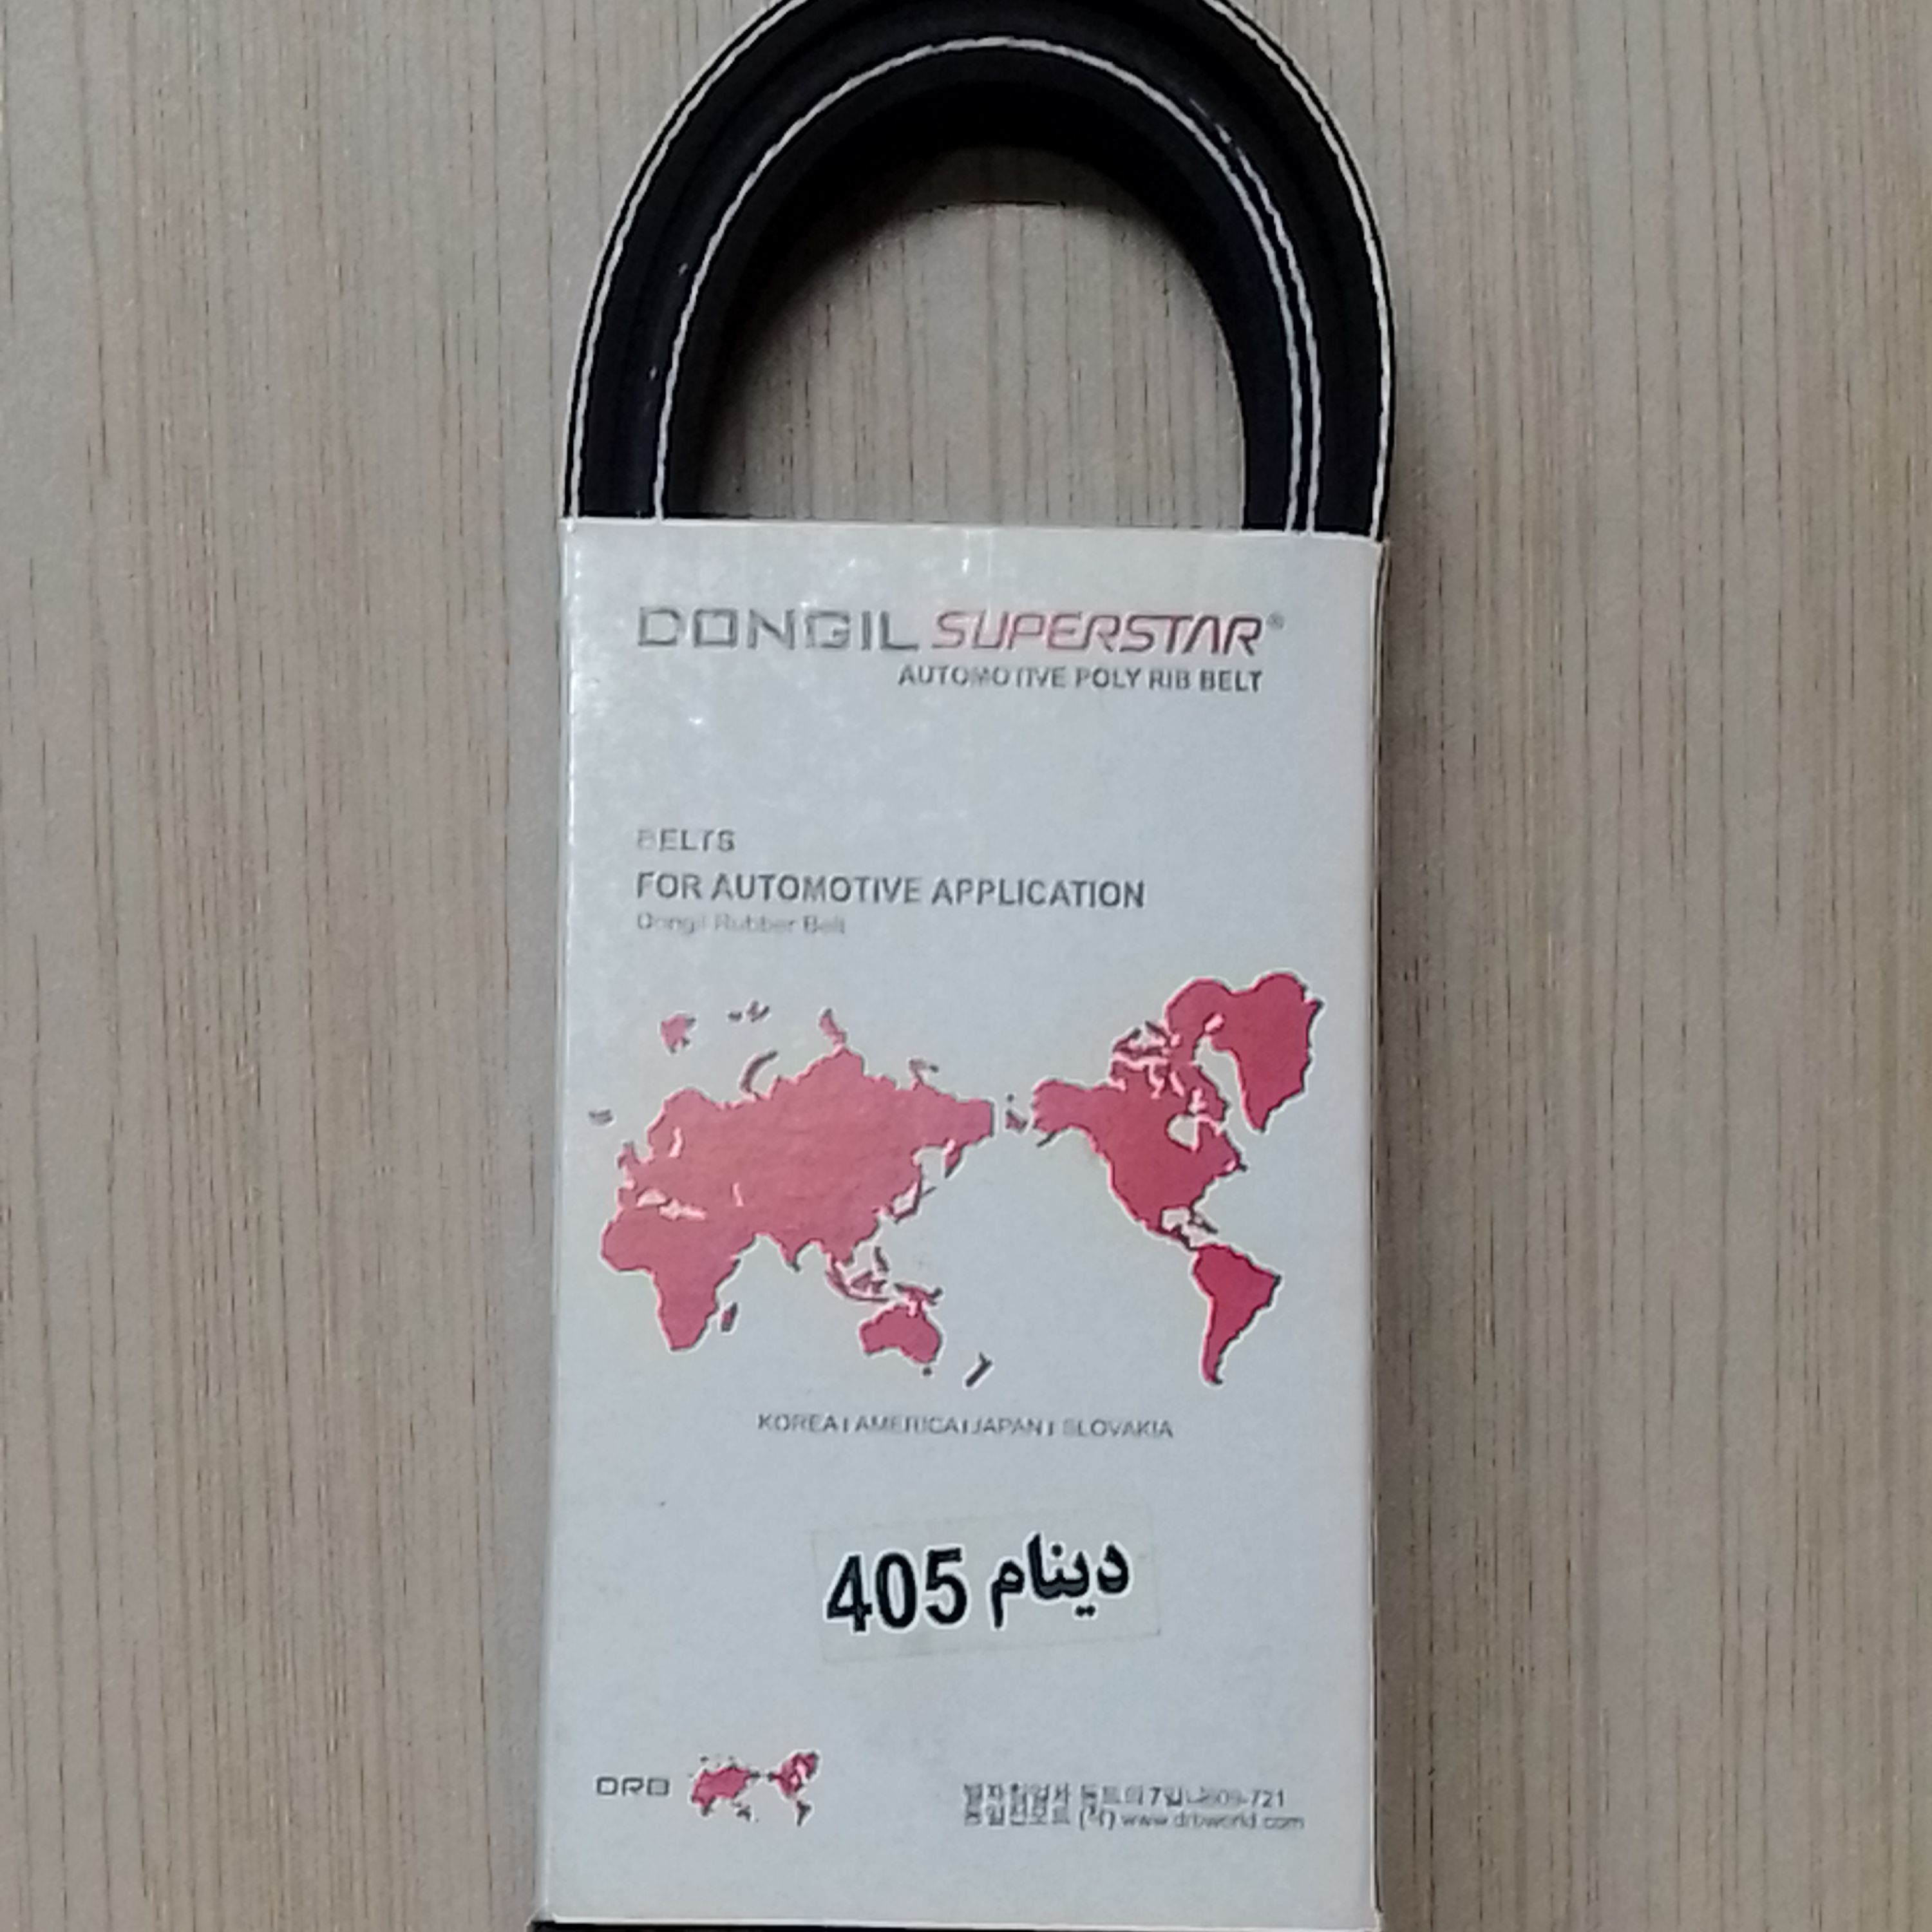 DONGIL SUPERSTAR®
AUTOMOTIVE POLY RIB BELT
BELTS
FOR AUTOMOTIVE APPLICATION
Dongil Rubber Belt
KOREA | AMERICA | JAPAN | SLOVAKIA
دینام 405
DRB
www.drbworld.com